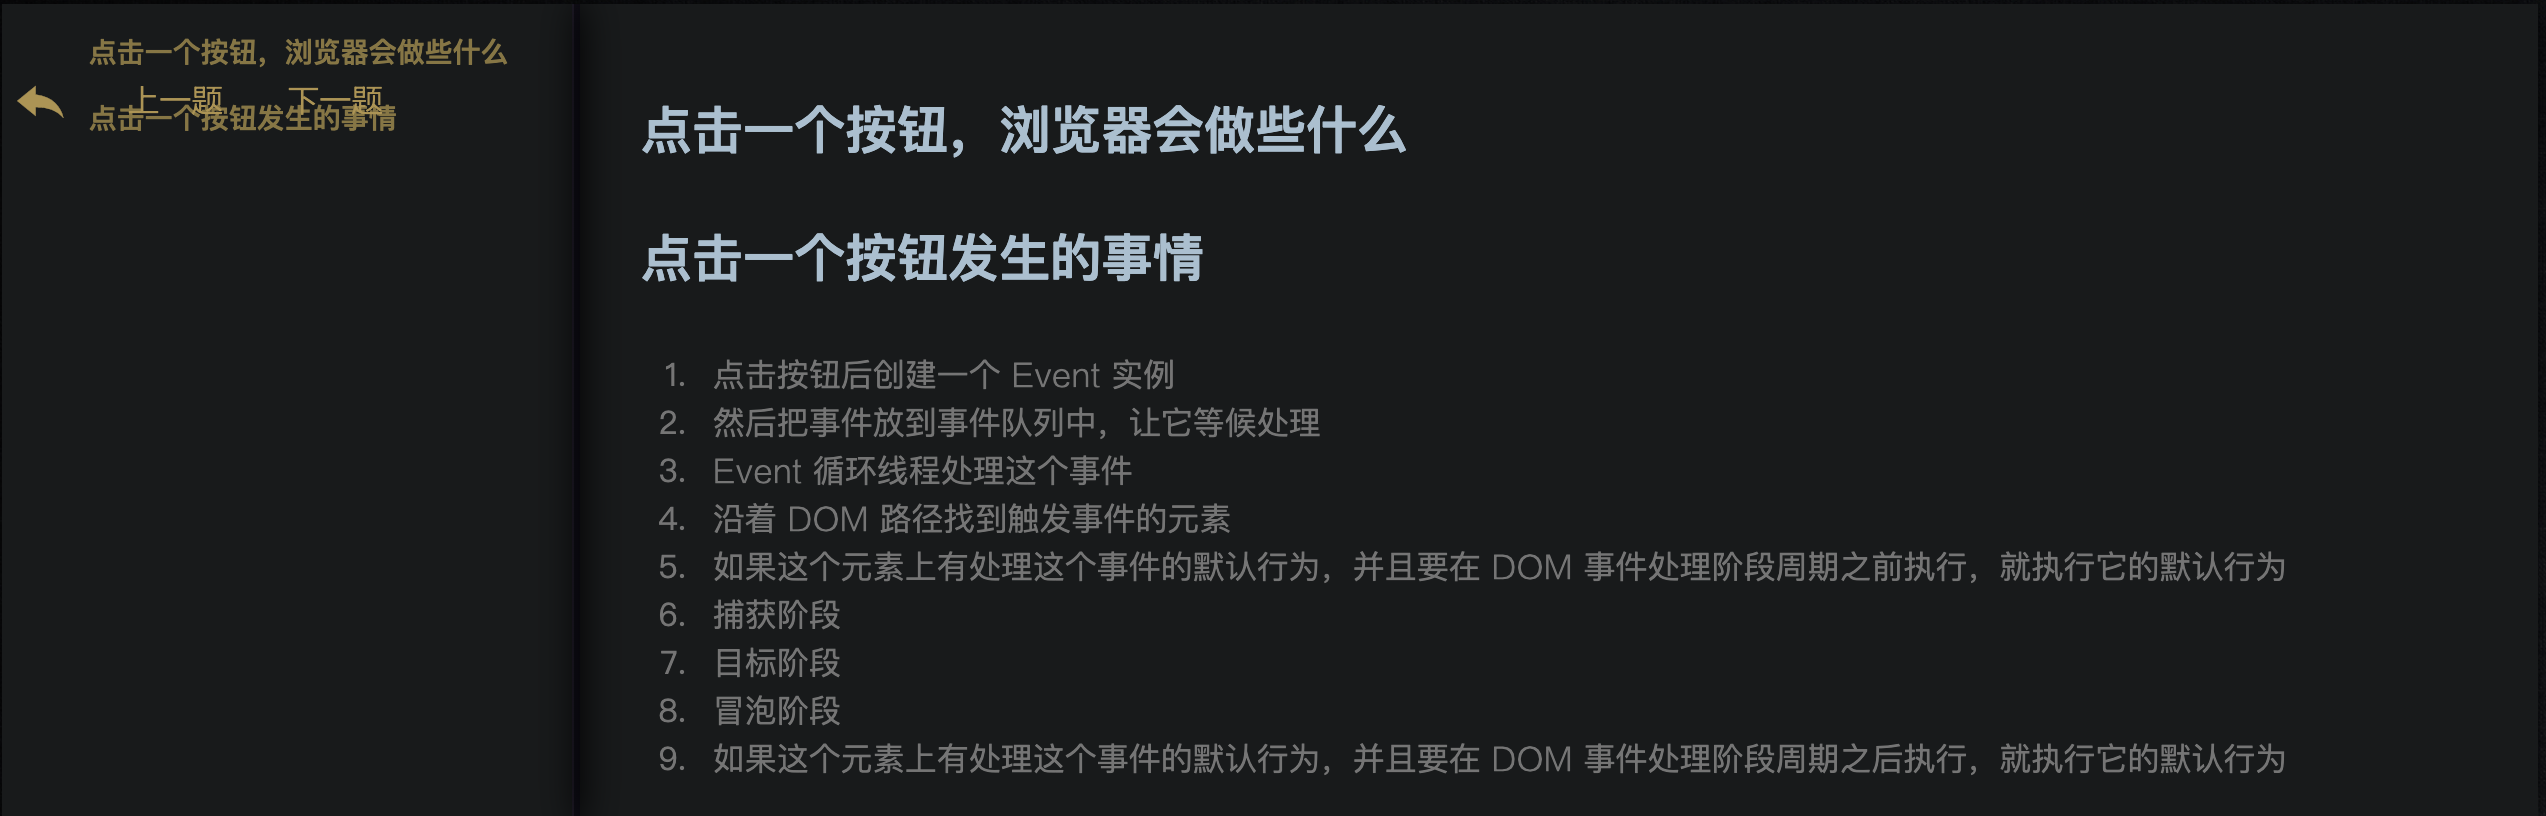 点击一个按钮，浏览器会做些什么
上一题 下一题
点击一个按钮发生的事情
点击一个按钮，浏览器会做些什么
点击一个按钮发生的事情
1. 点击按钮后创建一个 Event 实例
2. 然后把事件放到事件队列中，让它等候处理
3. Event 循环线程处理这个事件
4. 沿着 DOM 路径找到触发事件的元素
5. 如果这个元素上有处理这个事件的默认行为，并且要在 DOM 事件处理阶段周期之前执行，就执行它的默认行为
6. 捕获阶段
7. 目标阶段
8. 冒泡阶段
9. 如果这个元素上有处理这个事件的默认行为，并且要在 DOM 事件处理阶段周期之后执行，就执行它的默认行为